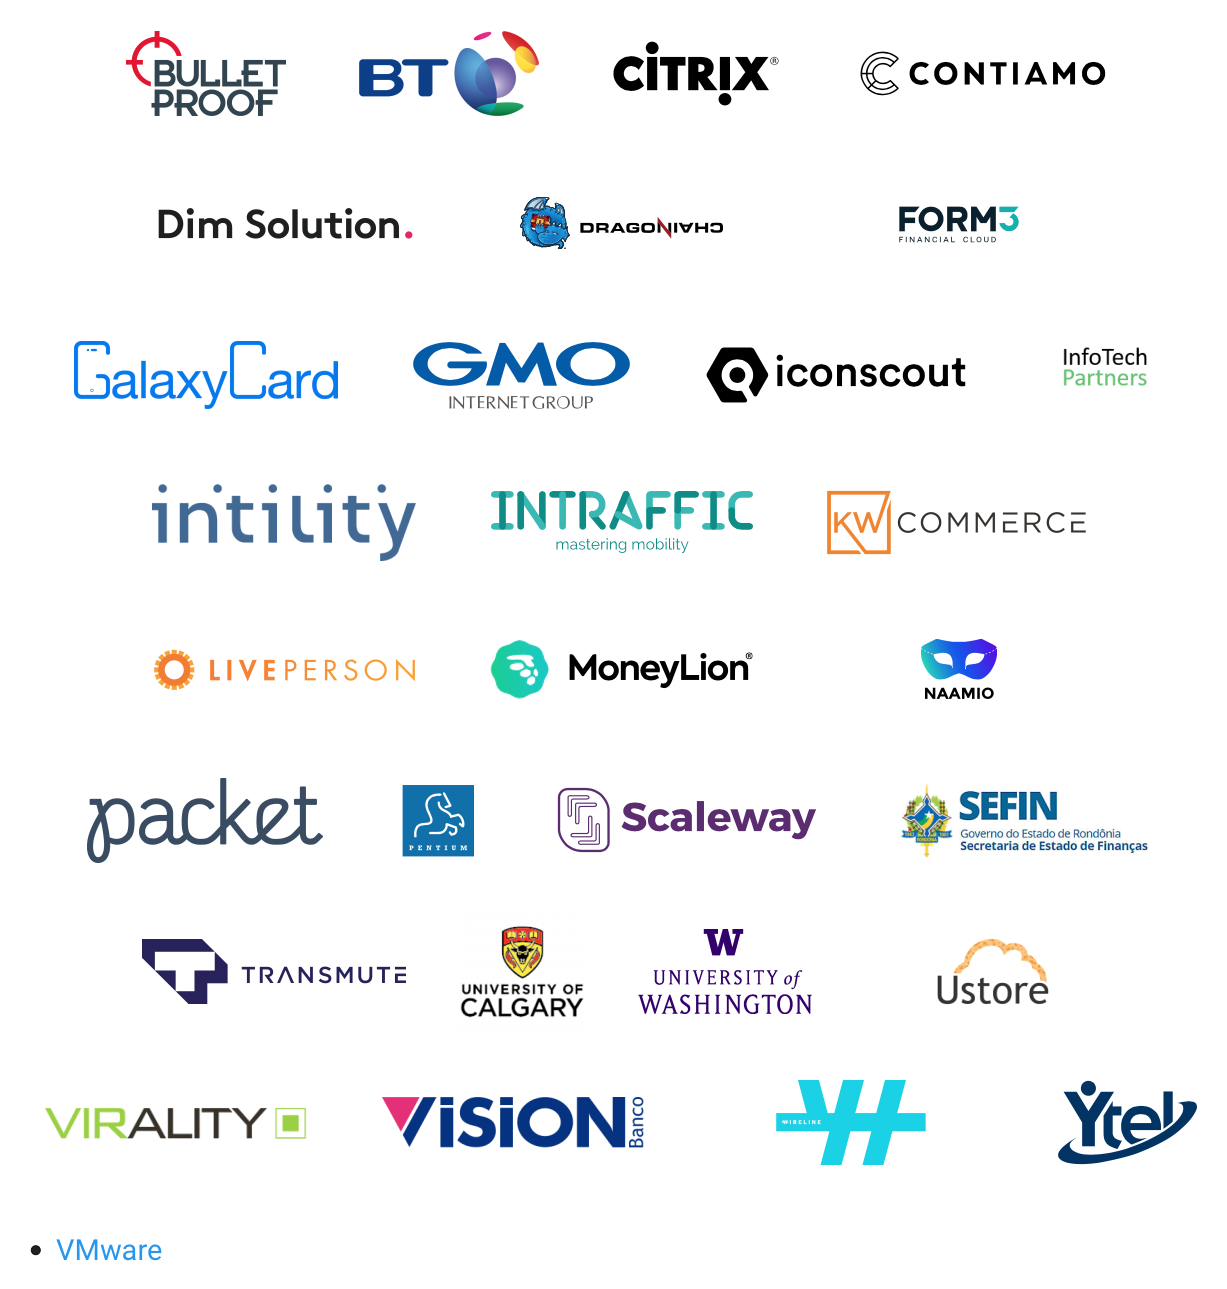 BULLET
PROOF
BT
CİTRIX®
CONTIAMO
Dim Solution.
DRAGONCHAIN
FORM3
FINANCIAL CLOUD
GalaxyCard
GMO
INTERNET GROUP
iconscout
InfoTech
Partners
intility
INTRAFFIC
mastering mobility
KW COMMERCE
LIVEPERSON
MoneyLion®
NAAMIO
packet
PENTIUM
Scaleway
SEFIN
Governo do Estado de Rondônia
Secretaria de Estado de Finanças
T TRANSMUTE
UNIVERSITY OF
CALGARY
W
UNIVERSITY of
WASHINGTON
Ustore
VIRALITY
ViSiON
Banco
WIRELINE
Ytel
VMware